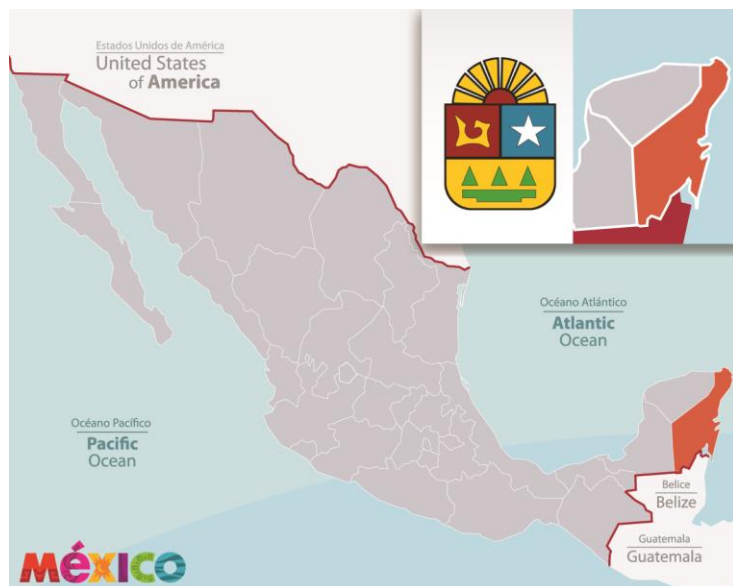 Estados Unidos de América
United States
of America
Océano Atlántico
Atlantic
Ocean
Océano Pacífico
Pacific
Ocean
Belice
Belize
Guatemala
Guatemala
méxico